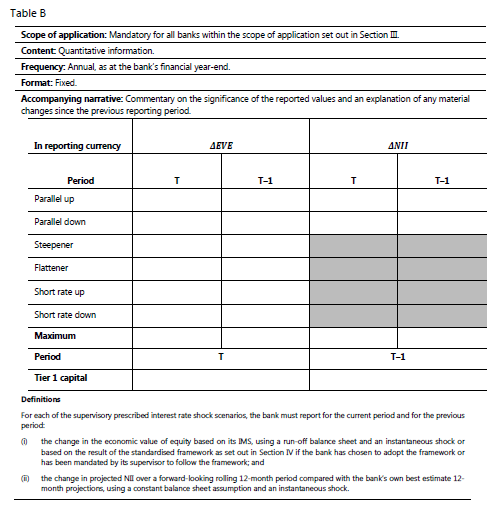 Table B
Scope of application: Mandatory for all banks within the scope of application set out in Section III.
Content: Quantitative information.
Frequency: Annual, as at the bank's financial year-end.
Format: Fixed.
Accompanying narrative: Commentary on the significance of the reported values and an explanation of any material
changes since the previous reporting period.
In reporting currency ΔEVE ΔNII
Period T T–1 T T–1
Parallel up
Parallel down
Steepener
Flattener
Short rate up
Short rate down
Maximum
Period T T–1
Tier 1 capital
Definitions
For each of the supervisory prescribed interest rate shock scenarios, the bank must report for the current period and for the previous
period:
(i) the change in the economic value of equity based on its IMS, using a run-off balance sheet and an instantaneous shock or
based on the result of the standardised framework as set out in Section IV if the bank has chosen to adopt the framework or
has been mandated by its supervisor to follow the framework; and
(ii) the change in projected NII over a forward-looking rolling 12-month period compared with the bank's own best estimate 12-
month projections, using a constant balance sheet assumption and an instantaneous shock.